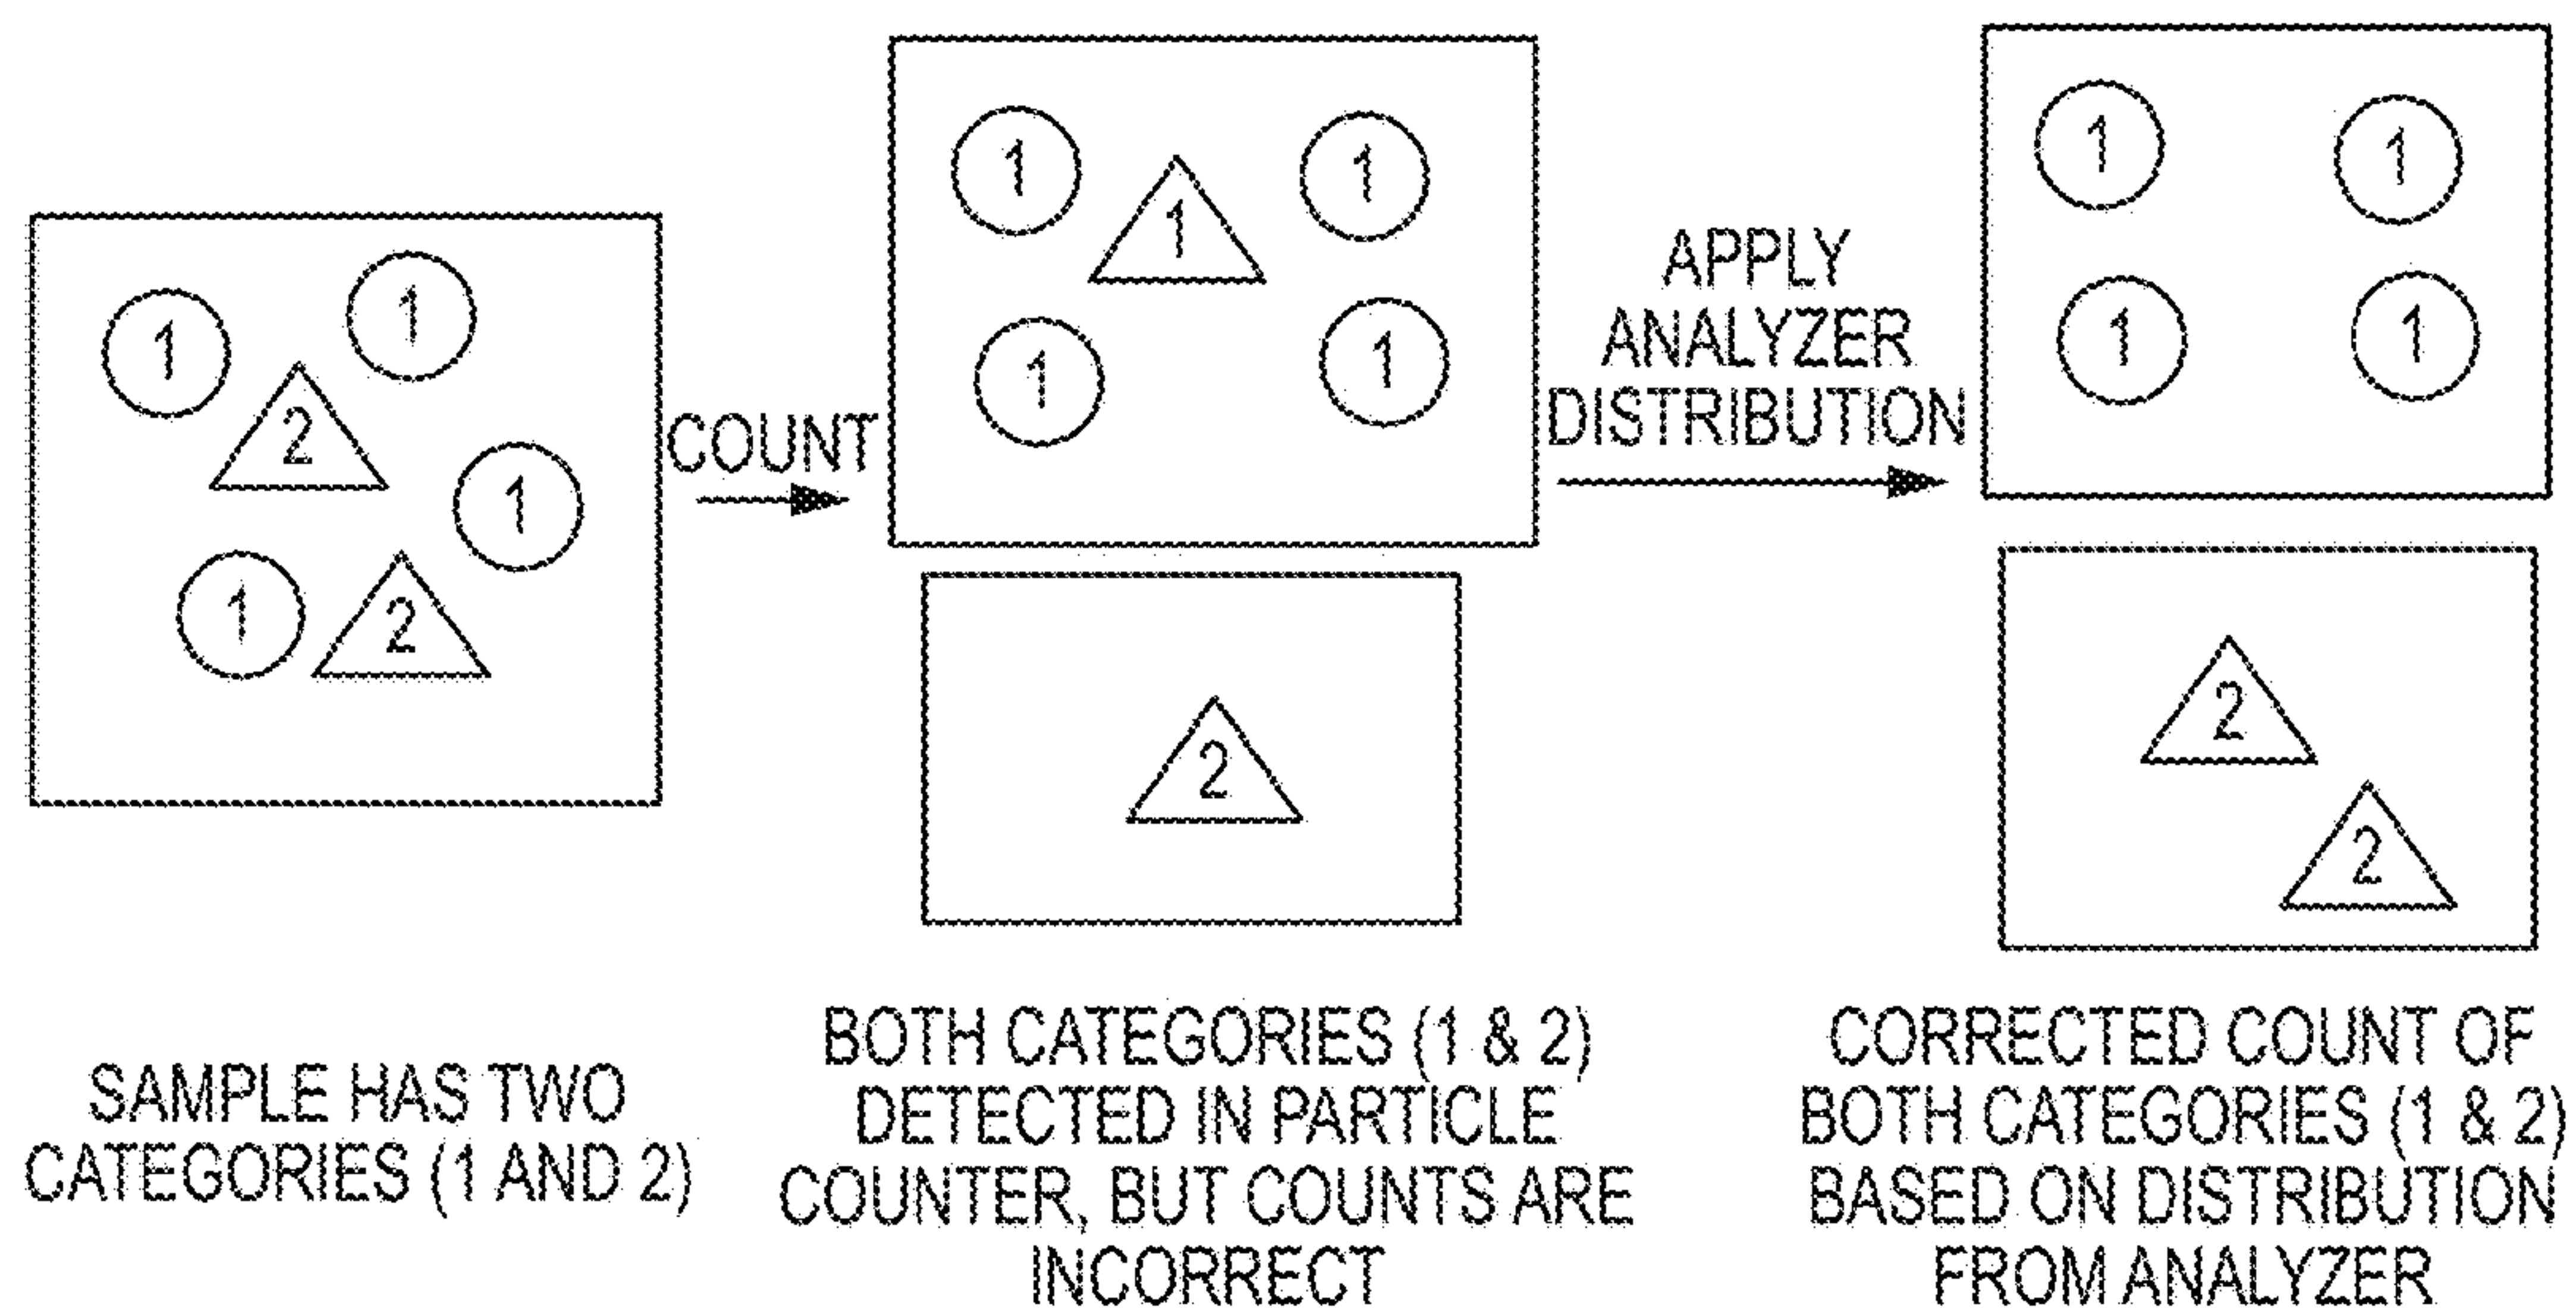 1
1
2
1
1
2
COUNT
1
1
1
1
1
2
APPLY
ANALYZER
DISTRIBUTION
1
1
1
1
2
2
SAMPLE HAS TWO
CATEGORIES (1 AND 2)
BOTH CATEGORIES (1 & 2)
DETECTED IN PARTICLE
COUNTER, BUT COUNTS ARE
INCORRECT
CORRECTED COUNT OF
BOTH CATEGORIES (1 & 2)
BASED ON DISTRIBUTION
FROM ANALYZER